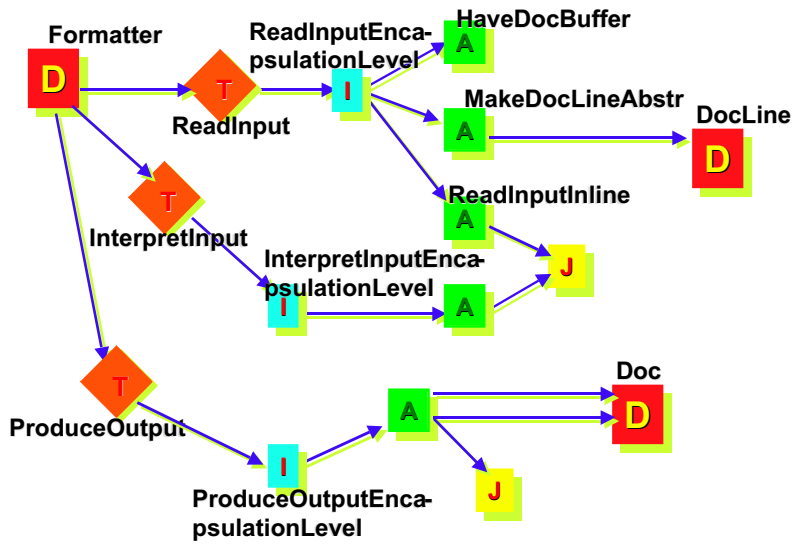 HaveDocBuffer
Formatter
ReadInputEnca-
psulationLevel
A
D
T
I
MakeDocLineAbstr
DocLine
ReadInput
A
D
T
ReadInputInline
A
InterpretInput
InterpretInputEnca-
psulationLevel
J
I
A
T
Doc
A
D
ProduceOutput
I
J
ProduceOutputEnca-
psulationLevel